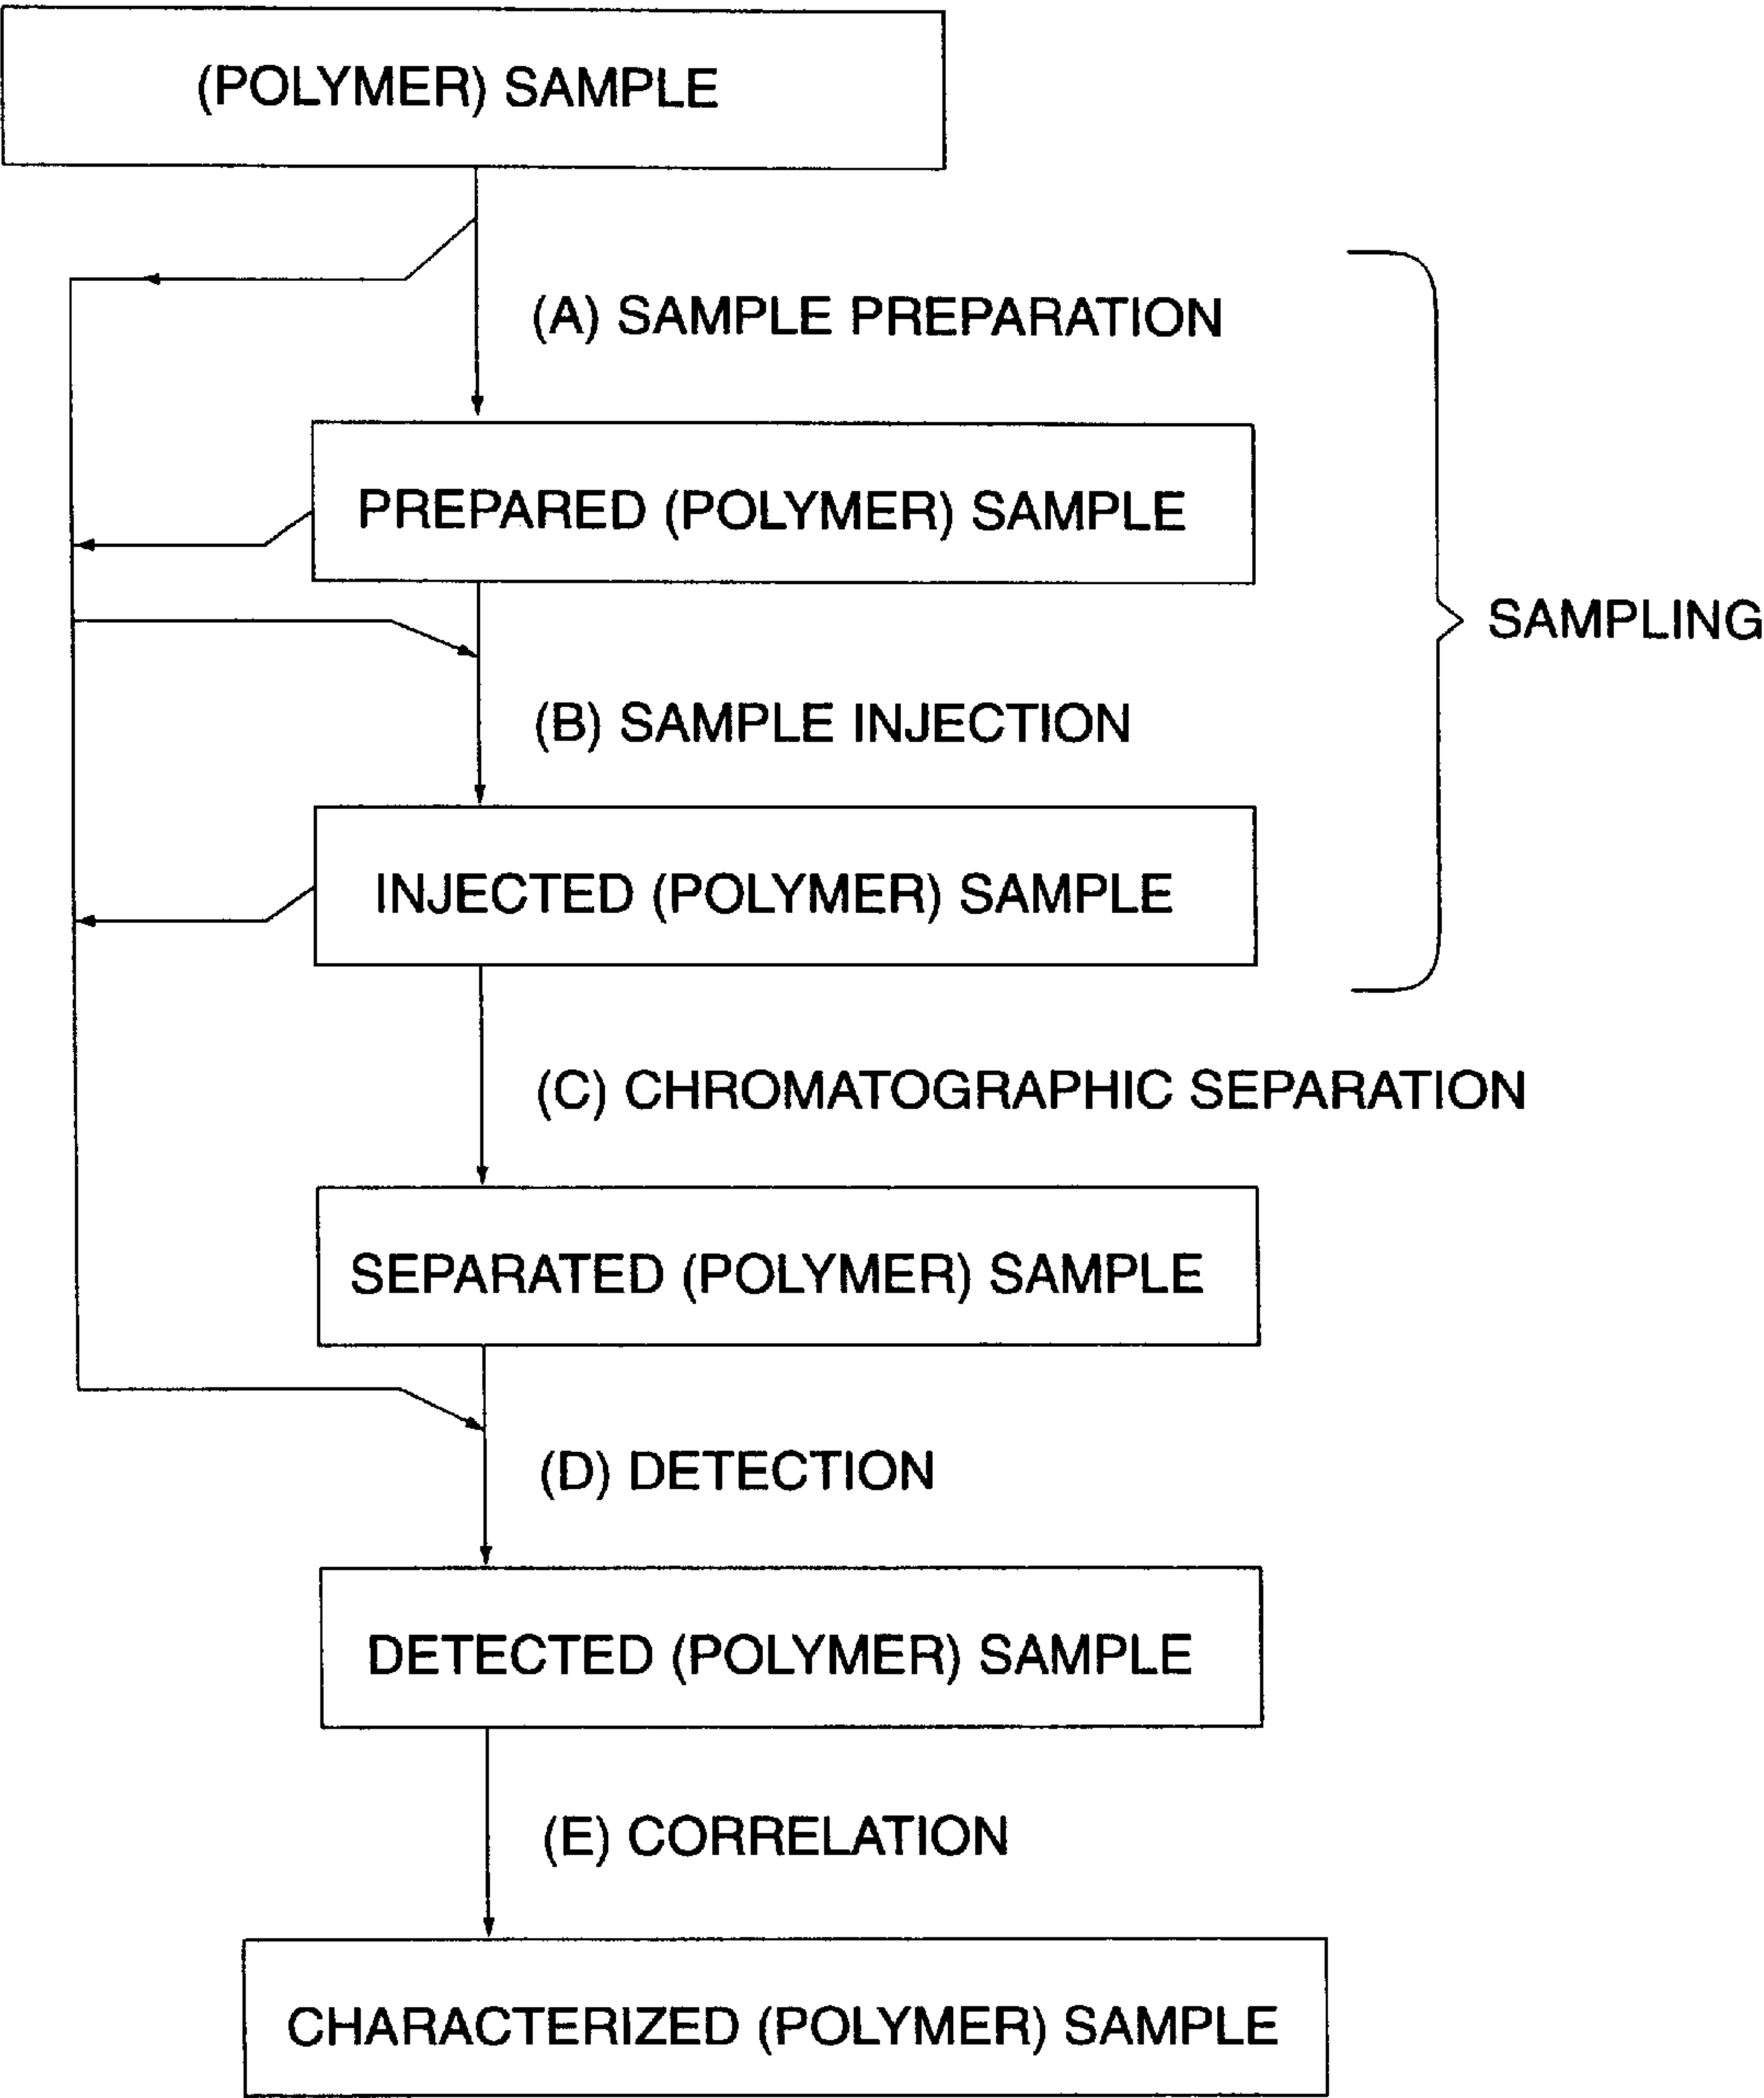 (POLYMER) SAMPLE
(A) SAMPLE PREPARATION
PREPARED (POLYMER) SAMPLE
SAMPLING
(B) SAMPLE INJECTION
INJECTED (POLYMER) SAMPLE
(C) CHROMATOGRAPHIC SEPARATION
SEPARATED (POLYMER) SAMPLE
(D) DETECTION
DETECTED (POLYMER) SAMPLE
(E) CORRELATION
CHARACTERIZED (POLYMER) SAMPLE